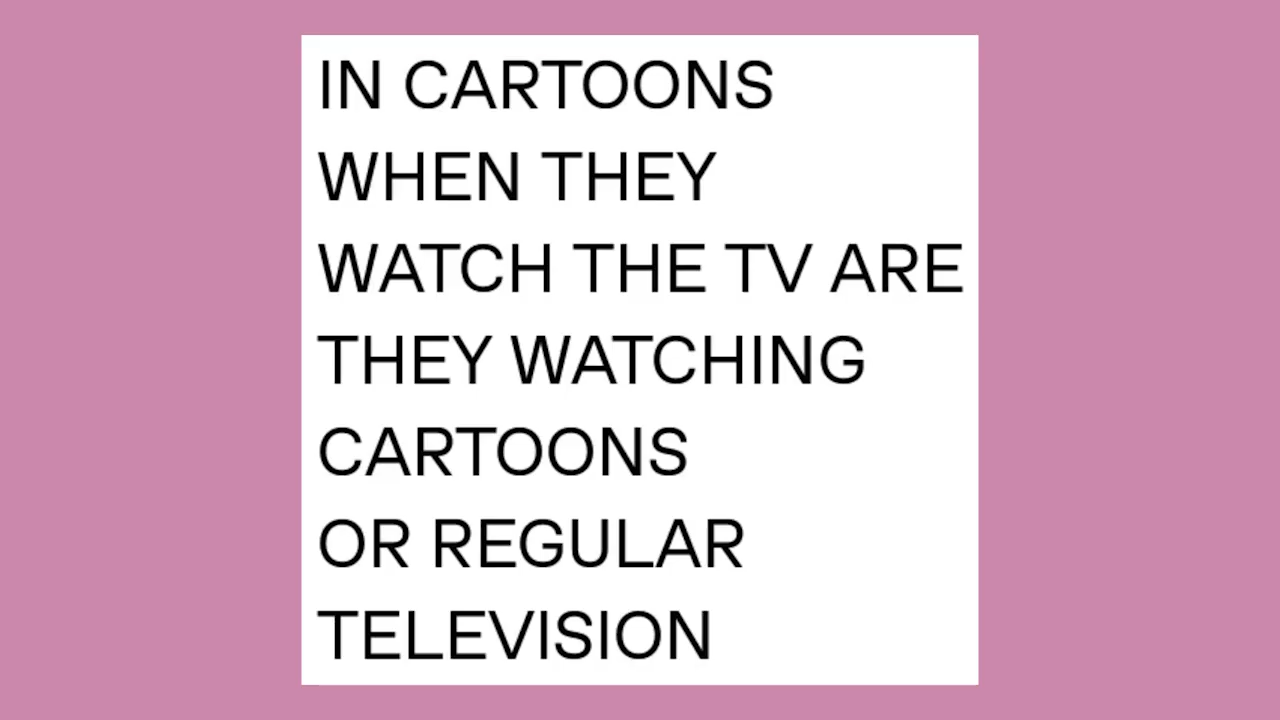 IN CARTOONS
WHEN THEY
WATCH THE TV ARE
THEY WATCHING
CARTOONS
OR REGULAR
TELEVISION